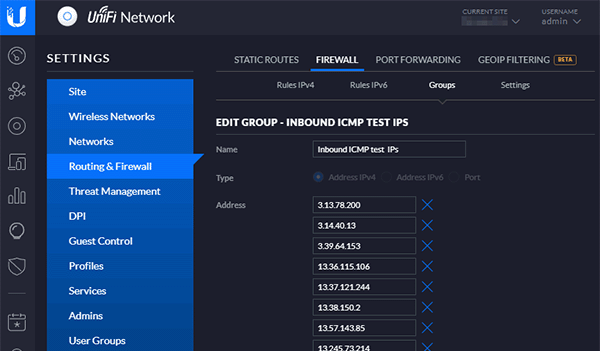 UniFi Network
CURRENT SITE
USERNAME
admin
SETTINGS
Site
Wireless Networks
Networks
Routing & Firewall
Threat Management
DPI
Guest Control
Profiles
Services
Admins
User Groups
STATIC ROUTES FIREWALL PORT FORWARDING GEOIP FILTERING BETA
Rules IPv4 Rules IPv6 Groups Settings
EDIT GROUP - INBOUND ICMP TEST IPS
Name Inbound ICMP test IPs
Type Address IPv4 Address IPv6 Port
Address 3.13.78.200
3.14.40.13
3.39.64.153
13.36.115.106
13.37.121.244
13.38.150.2
13.57.143.85
13.245.73.214